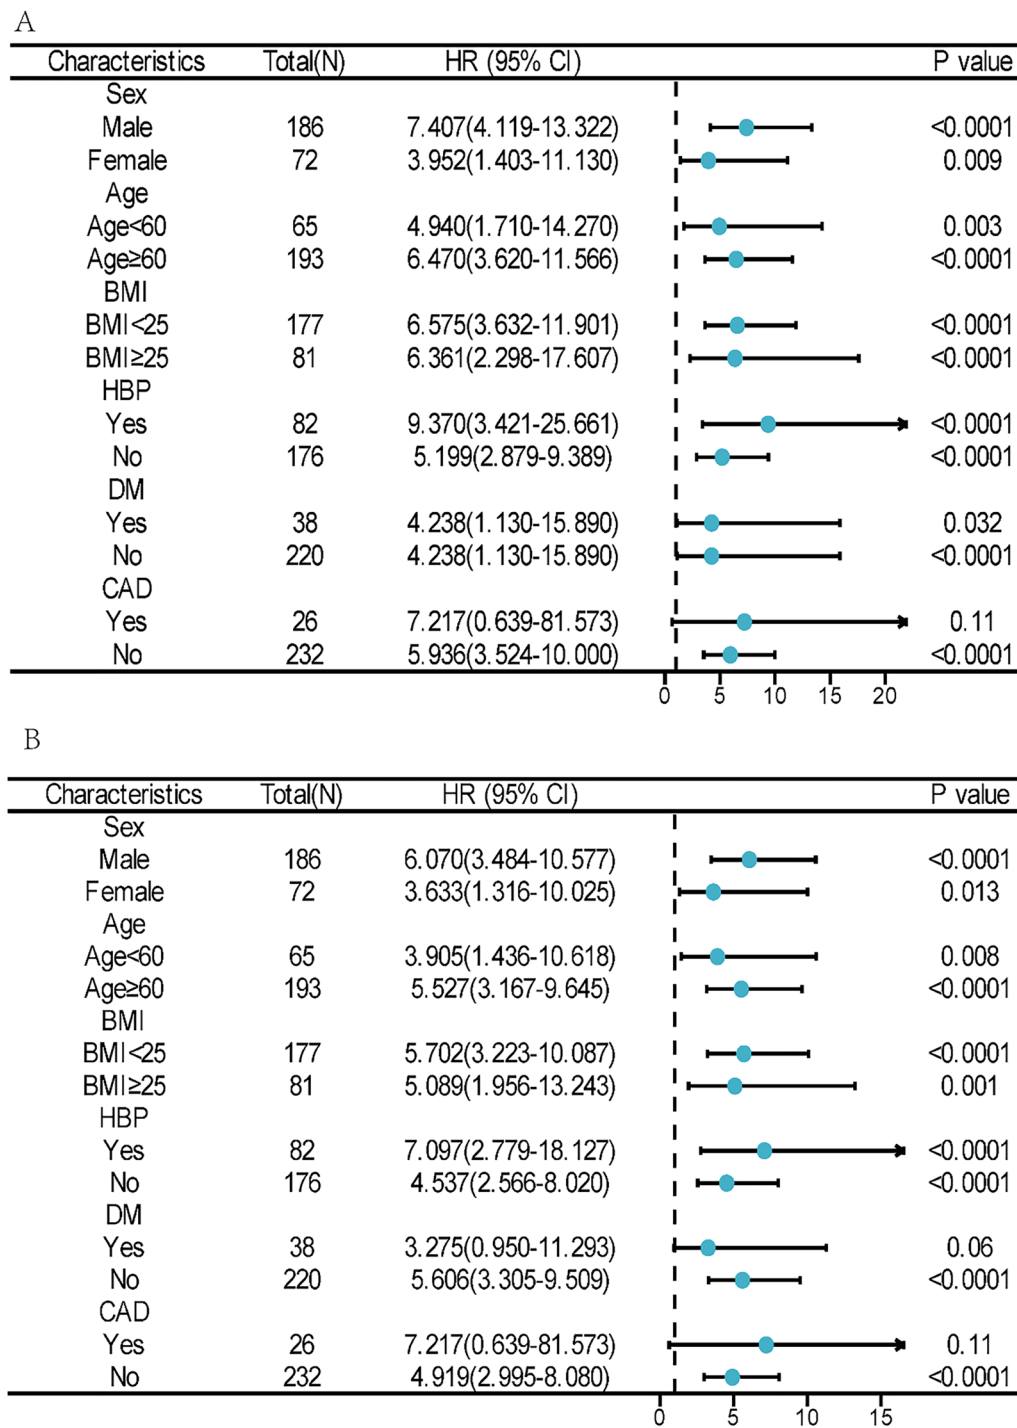 A
Characteristics Total(N) HR (95% CI) P value
Sex
Male 186 7.407(4.119-13.322) <0.0001
Female 72 3.952(1.403-11.130) 0.009
Age
Age<60 65 4.940(1.710-14.270) 0.003
Age≥60 193 6.470(3.620-11.566) <0.0001
BMI
BMI<25 177 6.575(3.632-11.901) <0.0001
BMI≥25 81 6.361(2.298-17.607) <0.0001
HBP
Yes 82 9.370(3.421-25.661) <0.0001
No 176 5.199(2.879-9.389) <0.0001
DM
Yes 38 4.238(1.130-15.890) 0.032
No 220 4.238(1.130-15.890) <0.0001
CAD
Yes 26 7.217(0.639-81.573) 0.11
No 232 5.936(3.524-10.000) <0.0001
0 5 10 15 20
B
Characteristics Total(N) HR (95% CI) P value
Sex
Male 186 6.070(3.484-10.577) <0.0001
Female 72 3.633(1.316-10.025) 0.013
Age
Age<60 65 3.905(1.436-10.618) 0.008
Age≥60 193 5.527(3.167-9.645) <0.0001
BMI
BMI<25 177 5.702(3.223-10.087) <0.0001
BMI≥25 81 5.089(1.956-13.243) 0.001
HBP
Yes 82 7.097(2.779-18.127) <0.0001
No 176 4.537(2.566-8.020) <0.0001
DM
Yes 38 3.275(0.950-11.293) 0.06
No 220 5.606(3.305-9.509) <0.0001
CAD
Yes 26 7.217(0.639-81.573) 0.11
No 232 4.919(2.995-8.080) <0.0001
0 5 10 15